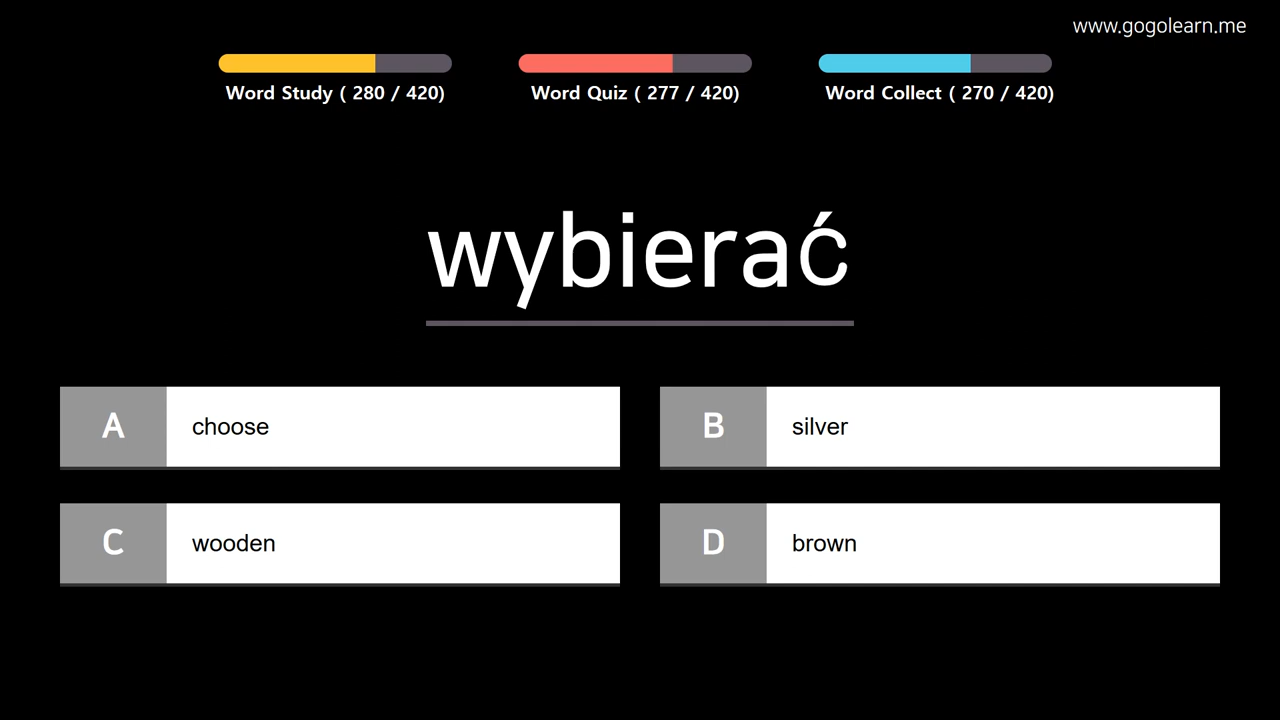 www.gogolearn.me
Word Study ( 280 / 420)
Word Quiz ( 277 / 420)
Word Collect ( 270 / 420)
wybierać
A choose
B silver
C wooden
D brown